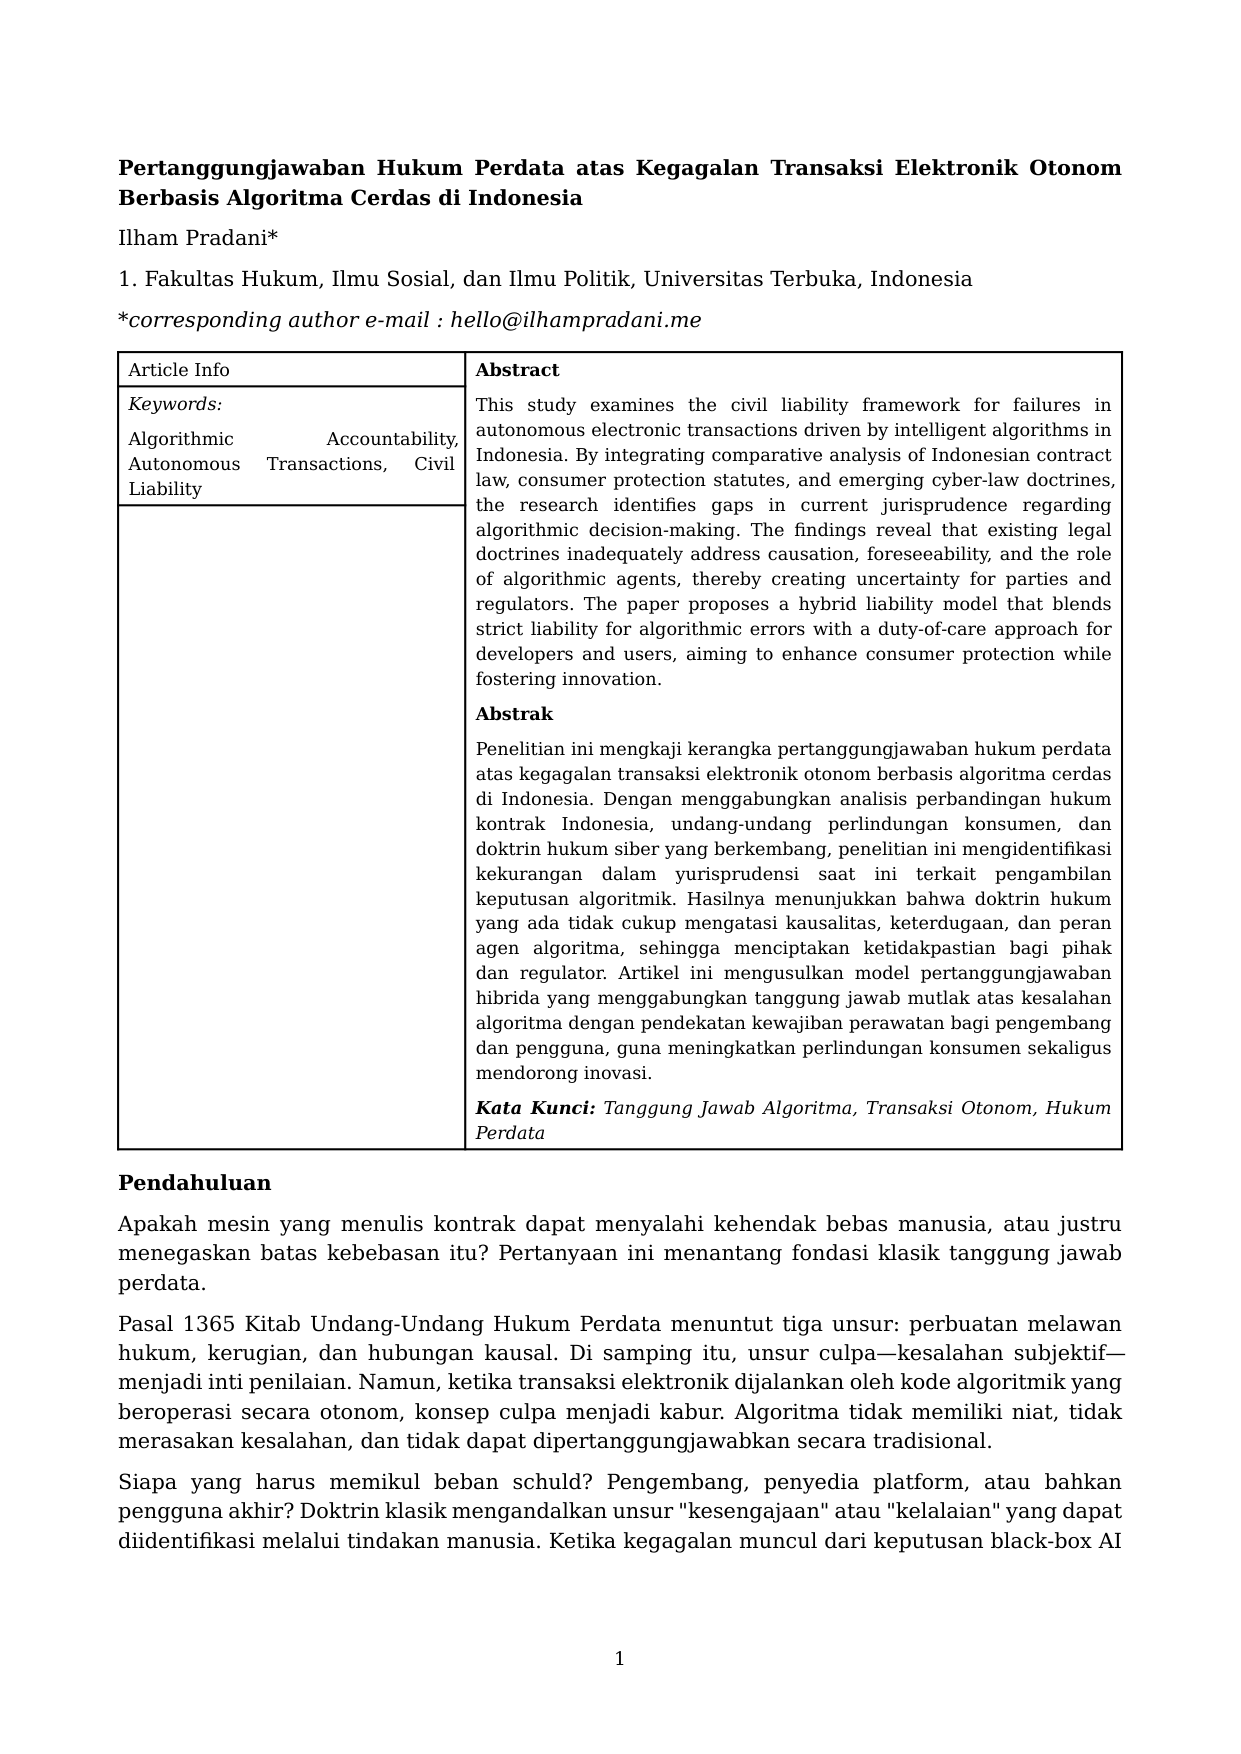 Pertanggungjawaban Hukum Perdata atas Kegagalan Transaksi Elektronik Otonom
Berbasis Algoritma Cerdas di Indonesia
Ilham Pradani*
1. Fakultas Hukum, Ilmu Sosial, dan Ilmu Politik, Universitas Terbuka, Indonesia
*corresponding author e-mail : hello@ilhampradani.me
Article Info
Keywords:
Algorithmic Accountability,
Autonomous Transactions, Civil
Liability
Abstract
This study examines the civil liability framework for failures in
autonomous electronic transactions driven by intelligent algorithms in
Indonesia. By integrating comparative analysis of Indonesian contract
law, consumer protection statutes, and emerging cyber-law doctrines,
the research identifies gaps in current jurisprudence regarding
algorithmic decision-making. The findings reveal that existing legal
doctrines inadequately address causation, foreseeability, and the role
of algorithmic agents, thereby creating uncertainty for parties and
regulators. The paper proposes a hybrid liability model that blends
strict liability for algorithmic errors with a duty-of-care approach for
developers and users, aiming to enhance consumer protection while
fostering innovation.
Abstrak
Penelitian ini mengkaji kerangka pertanggungjawaban hukum perdata
atas kegagalan transaksi elektronik otonom berbasis algoritma cerdas
di Indonesia. Dengan menggabungkan analisis perbandingan hukum
kontrak Indonesia, undang-undang perlindungan konsumen, dan
doktrin hukum siber yang berkembang, penelitian ini mengidentifikasi
kekurangan dalam yurisprudensi saat ini terkait pengambilan
keputusan algoritmik. Hasilnya menunjukkan bahwa doktrin hukum
yang ada tidak cukup mengatasi kausalitas, keterdugaan, dan peran
agen algoritma, sehingga menciptakan ketidakpastian bagi pihak
dan regulator. Artikel ini mengusulkan model pertanggungjawaban
hibrida yang menggabungkan tanggung jawab mutlak atas kesalahan
algoritma dengan pendekatan kewajiban perawatan bagi pengembang
dan pengguna, guna meningkatkan perlindungan konsumen sekaligus
mendorong inovasi.
Kata Kunci: Tanggung Jawab Algoritma, Transaksi Otonom, Hukum
Perdata
Pendahuluan
Apakah mesin yang menulis kontrak dapat menyalahi kehendak bebas manusia, atau justru
menegaskan batas kebebasan itu? Pertanyaan ini menantang fondasi klasik tanggung jawab
perdata.
Pasal 1365 Kitab Undang-Undang Hukum Perdata menuntut tiga unsur: perbuatan melawan
hukum, kerugian, dan hubungan kausal. Di samping itu, unsur culpa—kesalahan subjektif—
menjadi inti penilaian. Namun, ketika transaksi elektronik dijalankan oleh kode algoritmik yang
beroperasi secara otonom, konsep culpa menjadi kabur. Algoritma tidak memiliki niat, tidak
merasakan kesalahan, dan tidak dapat dipertanggungjawabkan secara tradisional.
Siapa yang harus memikul beban schuld? Pengembang, penyedia platform, atau bahkan
pengguna akhir? Doktrin klasik mengandalkan unsur "kesengajaan" atau "kelalaian" yang dapat
diidentifikasi melalui tindakan manusia. Ketika kegagalan muncul dari keputusan black-box AI
1